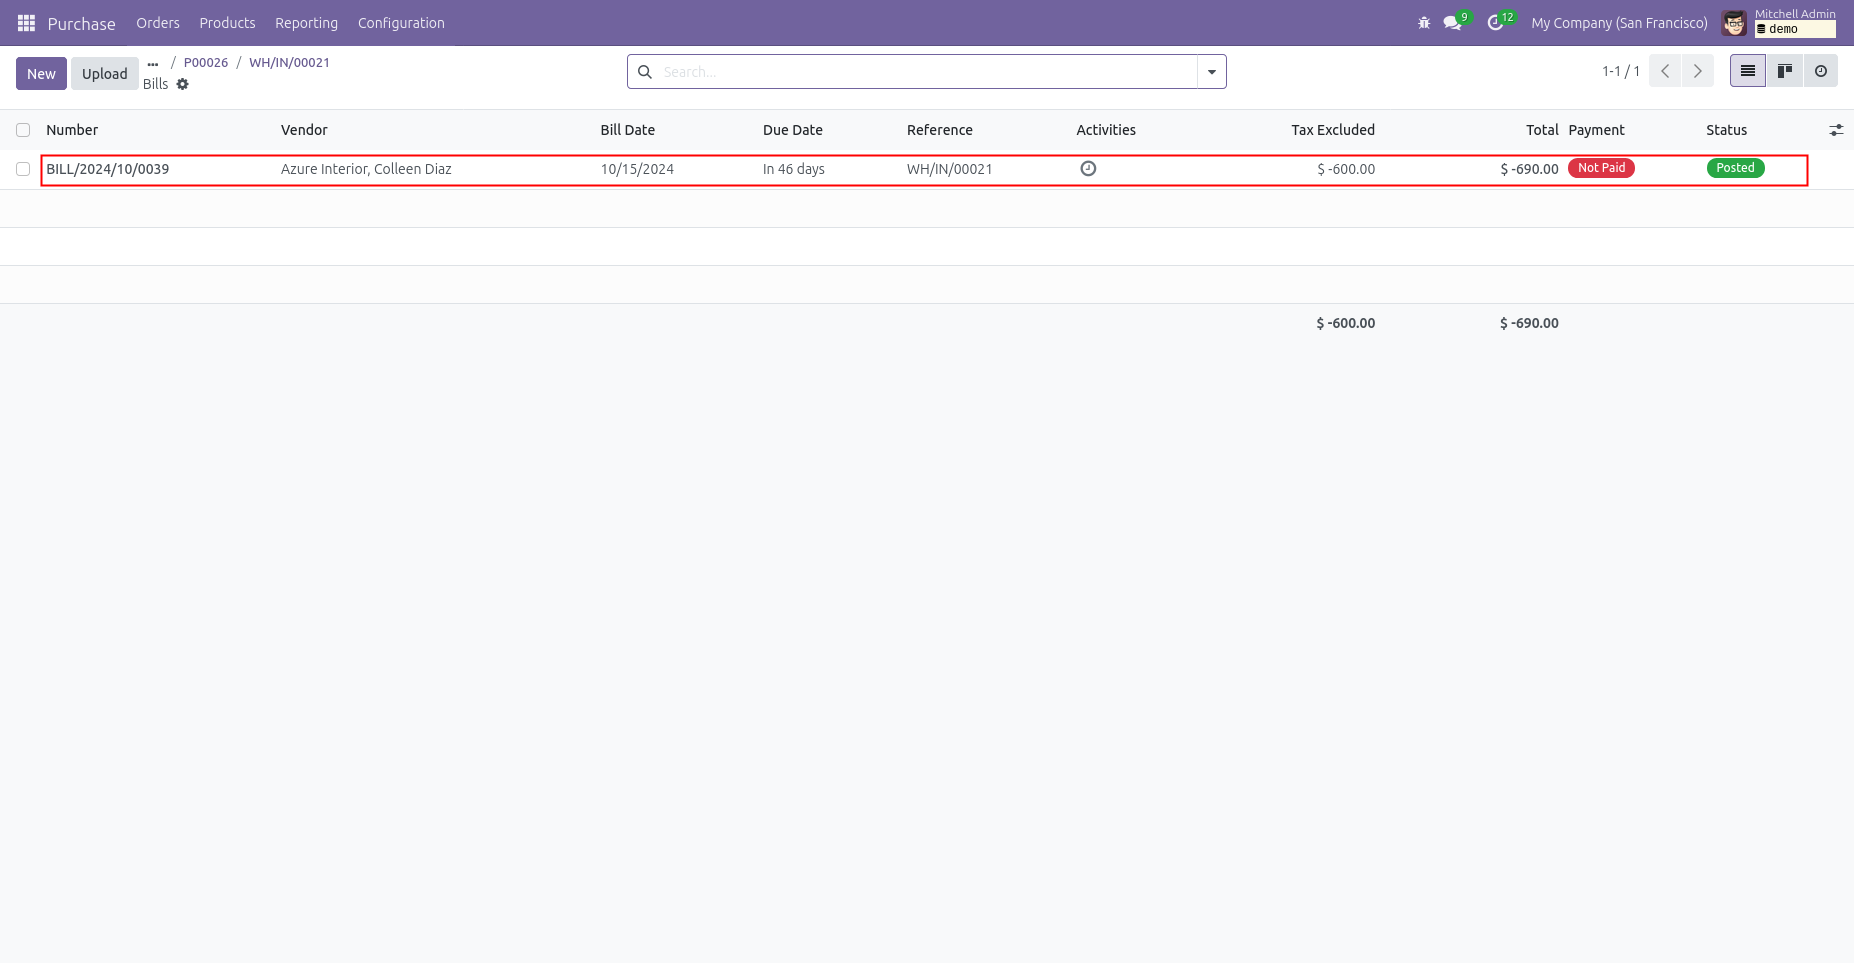 Purchase Orders Products Reporting Configuration 9 12 My Company (San Francisco) Mitchell Admin
demo
New Upload ... / P00026 / WH/IN/00021
Bills
Search...
1-1 / 1
Number Vendor Bill Date Due Date Reference Activities Tax Excluded Total Payment Status
BILL/2024/10/0039 Azure Interior, Colleen Diaz 10/15/2024 In 46 days WH/IN/00021 $ -600.00 $ -690.00 Not Paid Posted
$ -600.00 $ -690.00